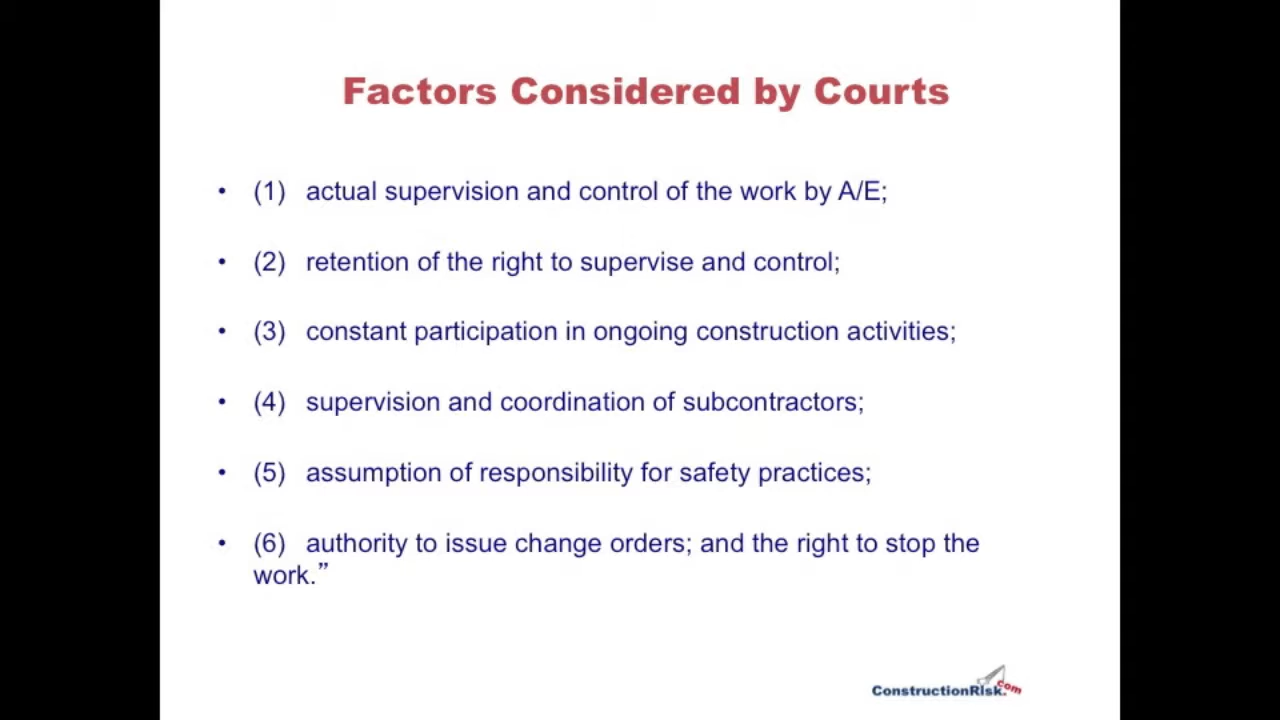 Factors Considered by Courts
• (1) actual supervision and control of the work by A/E;
• (2) retention of the right to supervise and control;
• (3) constant participation in ongoing construction activities;
• (4) supervision and coordination of subcontractors;
• (5) assumption of responsibility for safety practices;
• (6) authority to issue change orders; and the right to stop the
work.”
ConstructionRisk.com